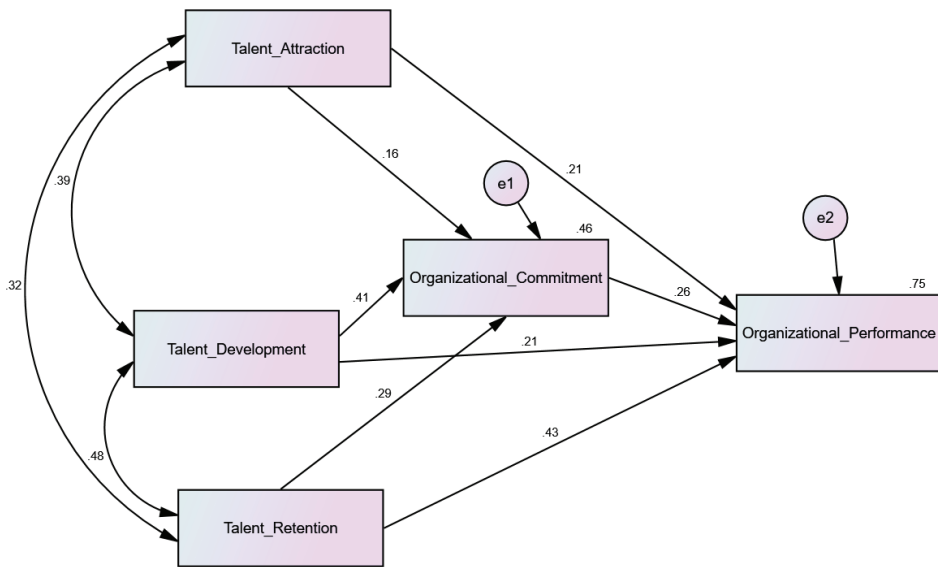 Talent_Attraction
.16
.21
.39
e1
e2
.46
Organizational_Commitment
.32
.41
.26
.75
Organizational_Performance
Talent_Development
.21
.29
.43
.48
Talent_Retention